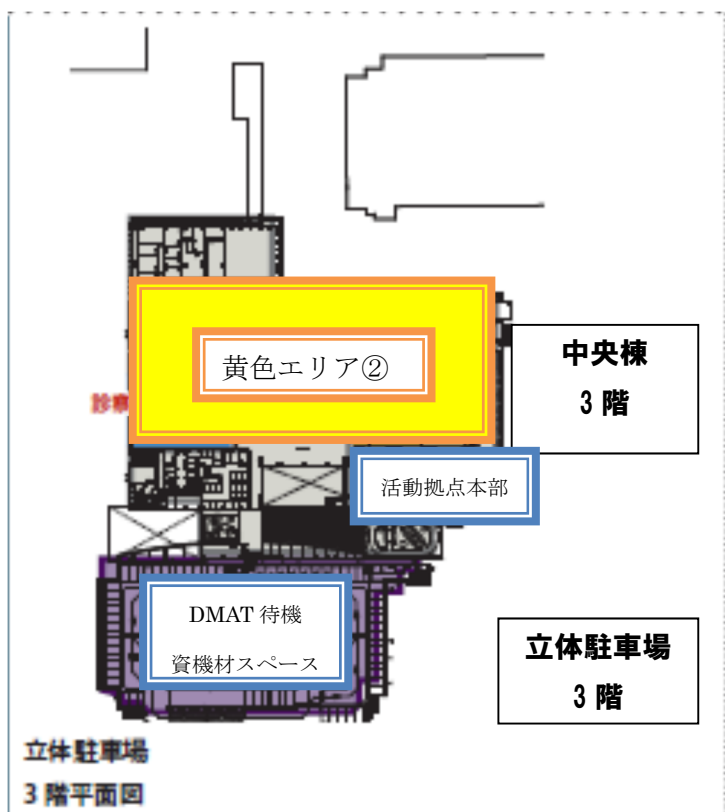 黄色エリア②
中央棟
3 階
診察
活動拠点本部
DMAT 待機
資機材スペース
立体駐車場
3 階
立体駐車場
3 階平面図